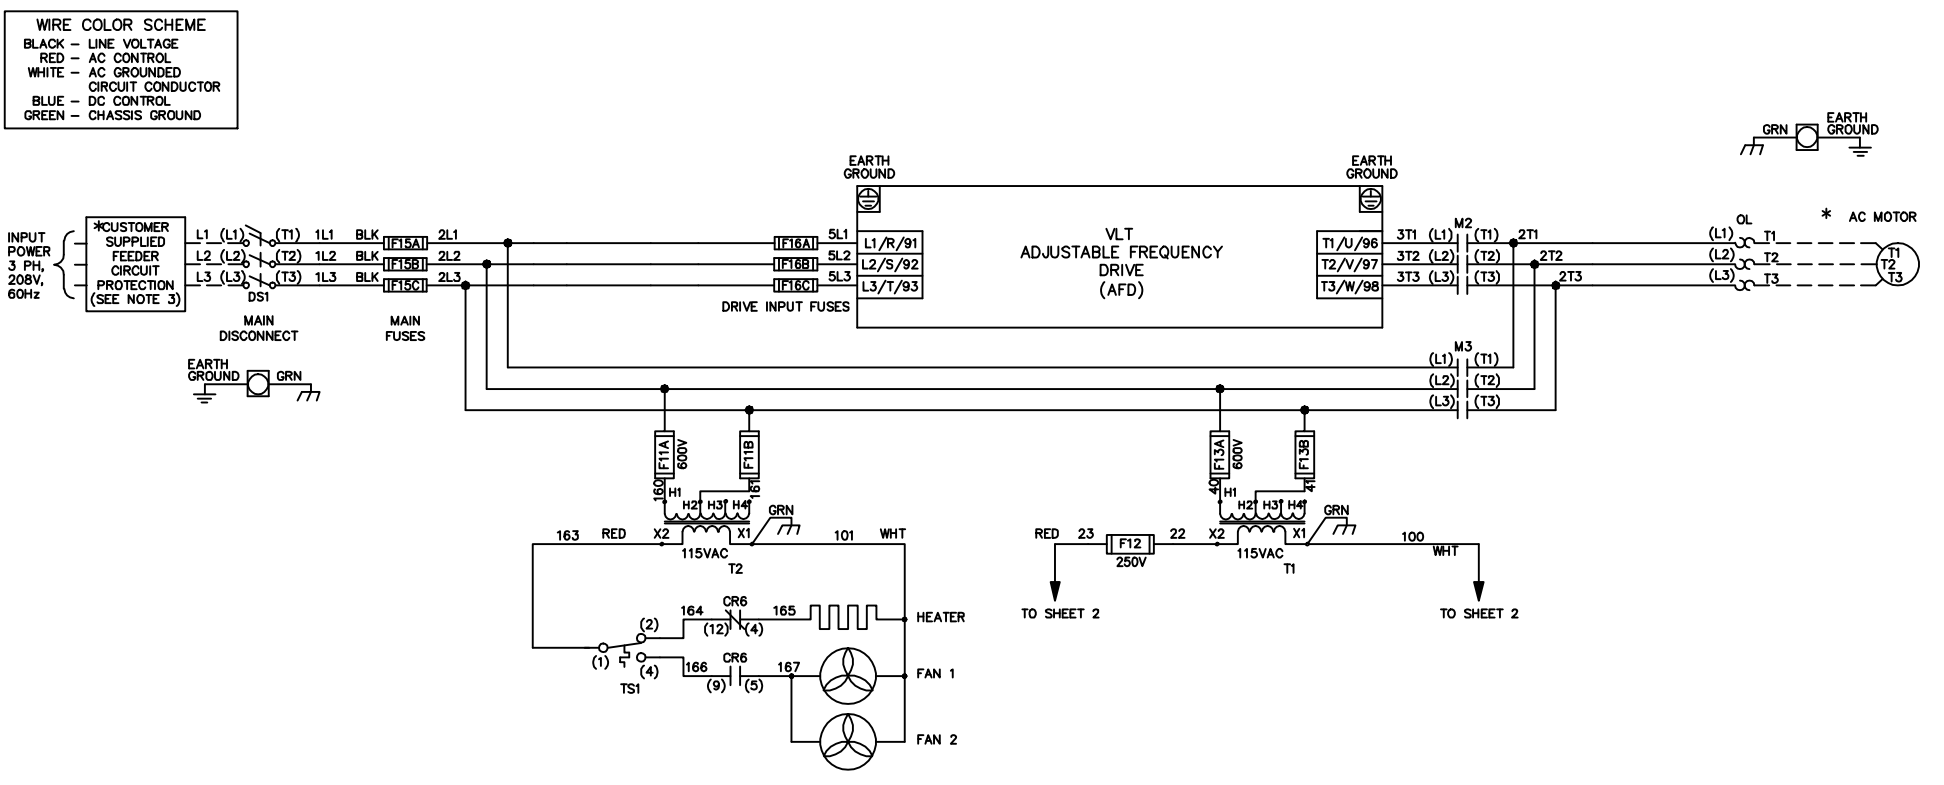 WIRE COLOR SCHEME
BLACK – LINE VOLTAGE
RED – AC CONTROL
WHITE – AC GROUNDED
CIRCUIT CONDUCTOR
BLUE – DC CONTROL
GREEN – CHASSIS GROUND
INPUT
POWER
3 PH,
208V,
60Hz
*CUSTOMER
SUPPLIED
FEEDER
CIRCUIT
PROTECTION
(SEE NOTE 3)
L1 (L1) (T1) 1L1 BLK F15A 2L1
L2 (L2) (T2) 1L2 BLK F15B 2L2
L3 (L3) (T3) 1L3 BLK F15C 2L3
DS1
MAIN
DISCONNECT
MAIN
FUSES
EARTH
GROUND
GRN
F16A 5L1
F16B 5L2
F16C 5L3
DRIVE INPUT FUSES
EARTH
GROUND
L1/R/91
L2/S/92
L3/T/93
VLT
ADJUSTABLE FREQUENCY
DRIVE
(AFD)
EARTH
GROUND
T1/U/96
T2/V/97
T3/W/98
M2
3T1 (L1) (T1) 2T1
3T2 (L2) (T2) 2T2
3T3 (L3) (T3) 2T3
M3
(L1) (T1)
(L2) (T2)
(L3) (T3)
GRN
EARTH
GROUND
* AC MOTOR
OL
(L1) T1
(L2) T2
(L3) T3
T1
T2
T3
F11A
600V
F11B
160
161
H1
H2 H3 H4
GRN
163 RED X2 X1 101 WHT
115VAC
T2
F13A
600V
F13B
40
41
H1
H2 H3 H4
GRN
RED 23 F12 22 X2 X1 100
WHT
250V
115VAC
T1
TO SHEET 2
TO SHEET 2
CR6
164 165
(12) (4)
HEATER
(2)
(1)
(4)
TS1
CR6
166 167
(9) (5)
FAN 1
FAN 2